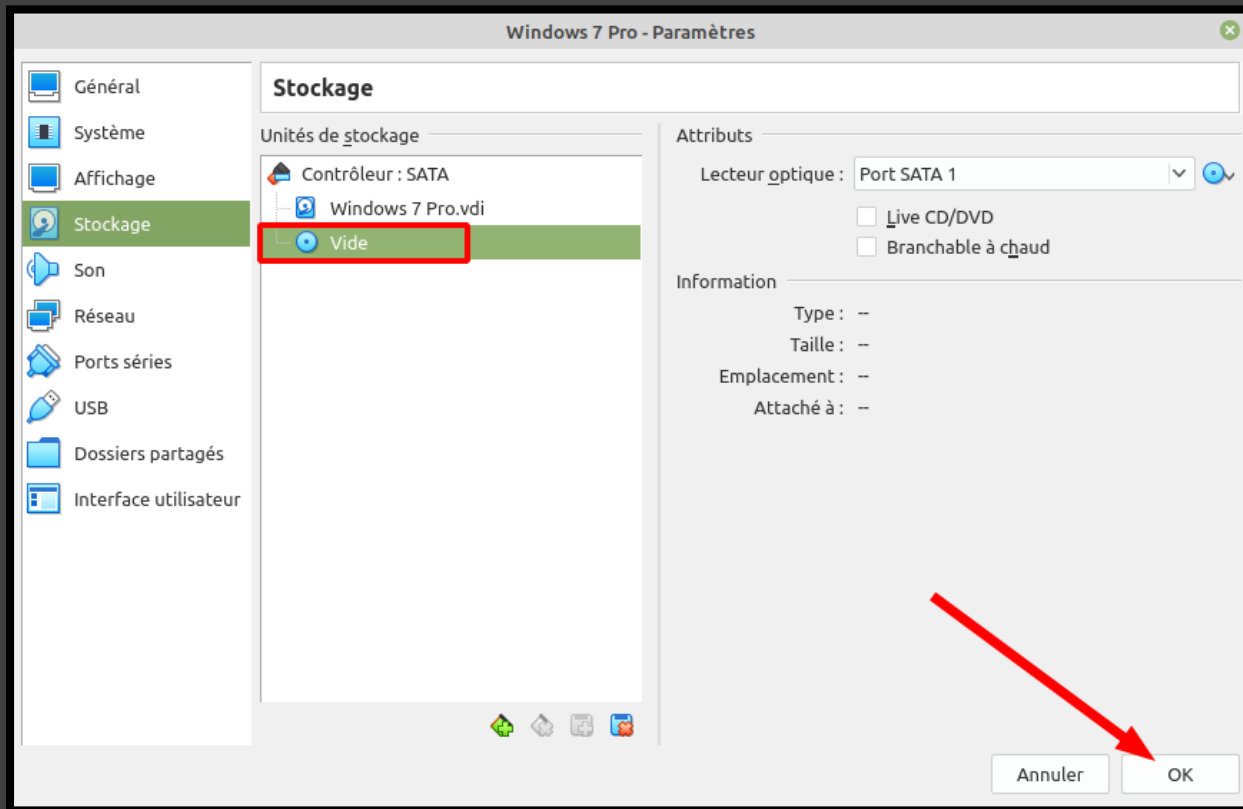 Windows 7 Pro - Paramètres
Général
Système
Affichage
Stockage
Son
Réseau
Ports séries
USB
Dossiers partagés
Interface utilisateur
Stockage
Unités de stockage
Contrôleur : SATA
Windows 7 Pro.vdi
Vide
Attributs
Lecteur optique : Port SATA 1
Live CD/DVD
Branchable à chaud
Information
Type : --
Taille : --
Emplacement : --
Attaché à : --
Annuler OK